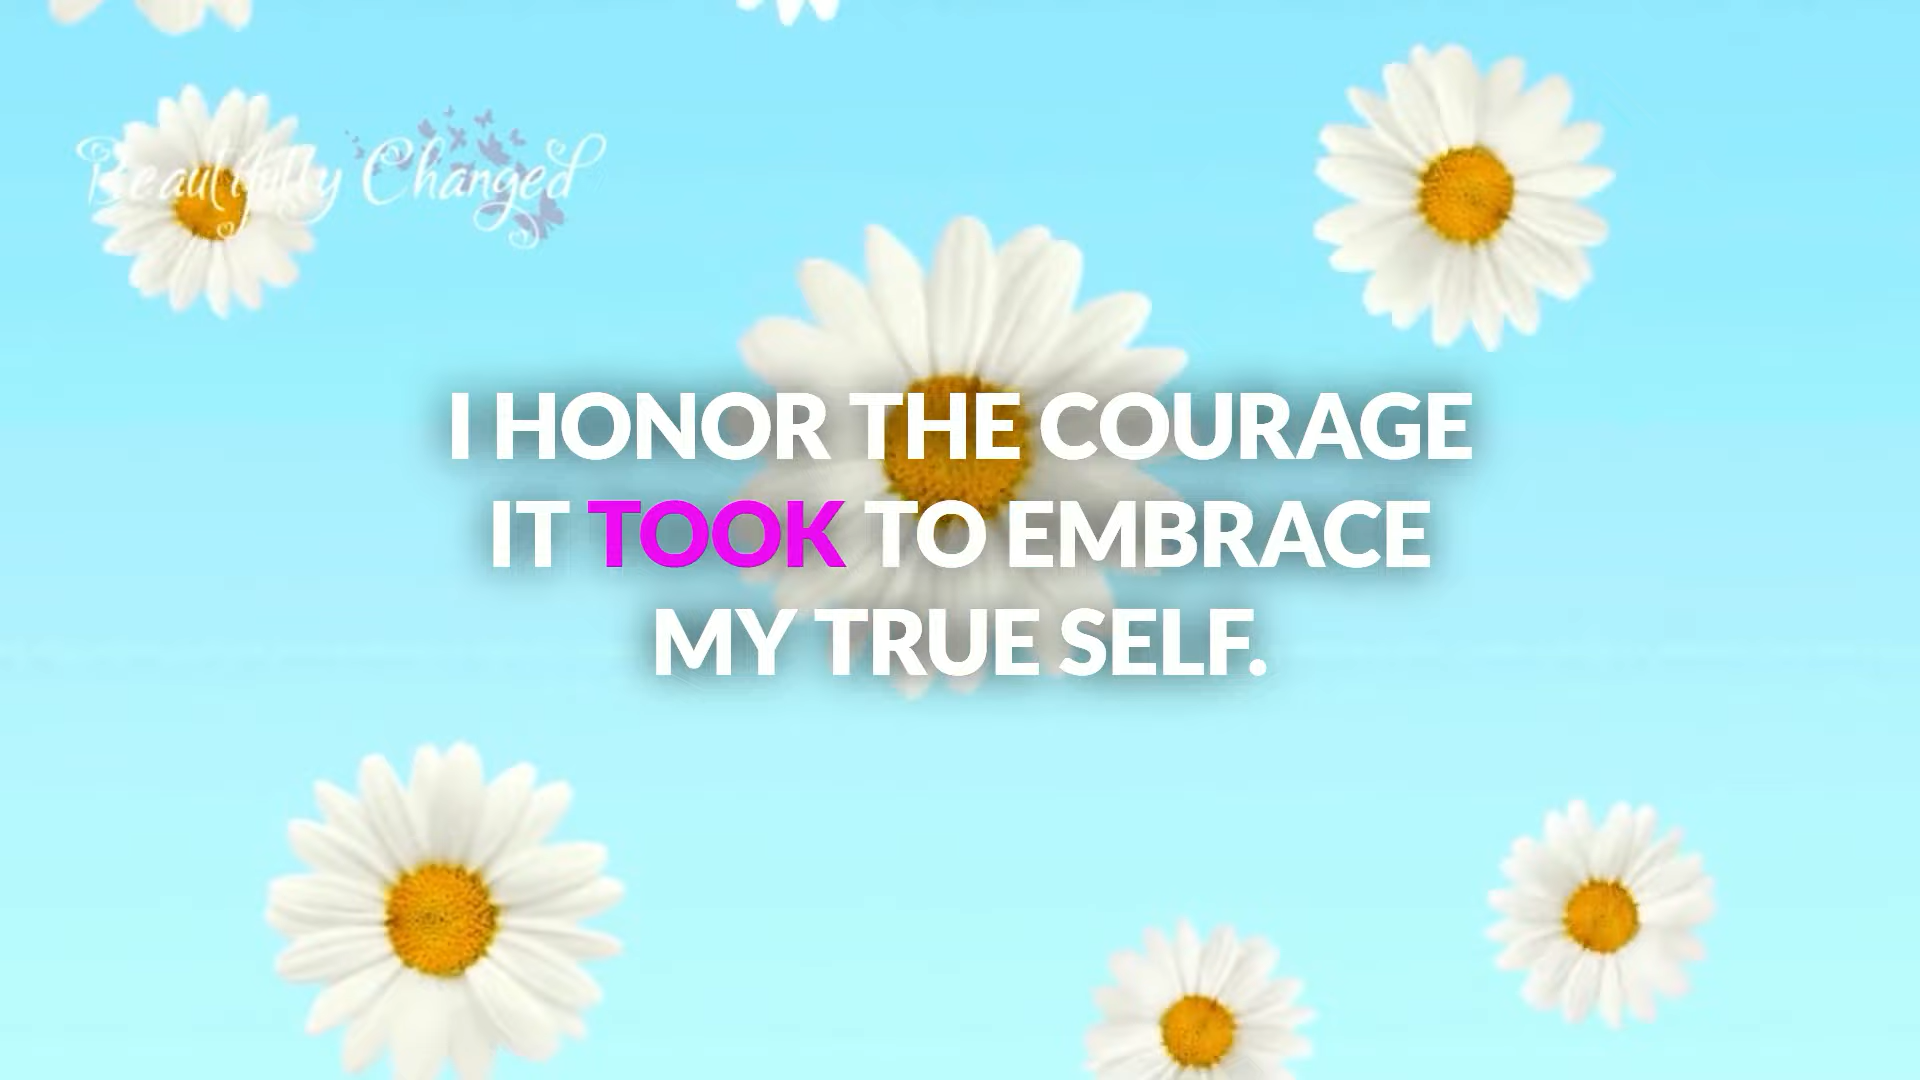 Beautifully Changed
I HONOR THE COURAGE
IT TOOK TO EMBRACE
MY TRUE SELF.